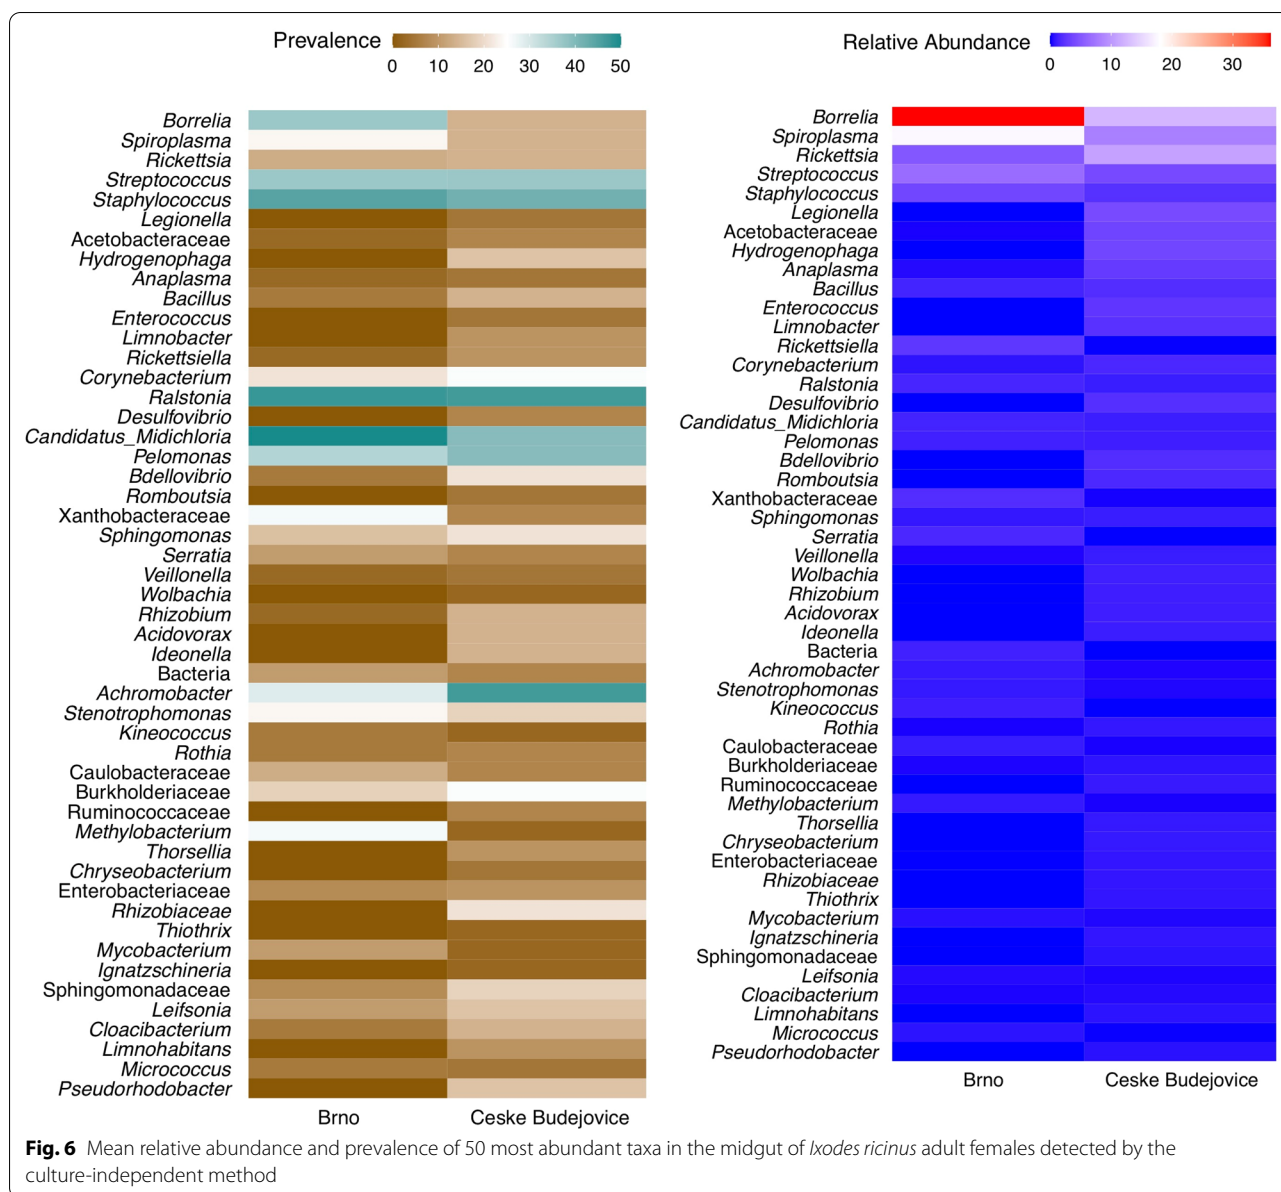 Prevalence
0 10 20 30 40 50
Borrelia
Spiroplasma
Rickettsia
Streptococcus
Staphylococcus
Legionella
Acetobacteraceae
Hydrogenophaga
Anaplasma
Bacillus
Enterococcus
Limnobacter
Rickettsiella
Corynebacterium
Ralstonia
Desulfovibrio
Candidatus_Midichloria
Pelomonas
Bdellovibrio
Romboutsia
Xanthobacteraceae
Sphingomonas
Serratia
Veillonella
Wolbachia
Rhizobium
Acidovorax
Ideonella
Bacteria
Achromobacter
Stenotrophomonas
Kineococcus
Rothia
Caulobacteraceae
Burkholderiaceae
Ruminococcaceae
Methylobacterium
Thorsellia
Chryseobacterium
Enterobacteriaceae
Rhizobiaceae
Thiothrix
Mycobacterium
Ignatzschineria
Sphingomonadaceae
Leifsonia
Cloacibacterium
Limnohabitans
Micrococcus
Pseudorhodobacter
Brno Ceske Budejovice
Relative Abundance
0 10 20 30
Borrelia
Spiroplasma
Rickettsia
Streptococcus
Staphylococcus
Legionella
Acetobacteraceae
Hydrogenophaga
Anaplasma
Bacillus
Enterococcus
Limnobacter
Rickettsiella
Corynebacterium
Ralstonia
Desulfovibrio
Candidatus_Midichloria
Pelomonas
Bdellovibrio
Romboutsia
Xanthobacteraceae
Sphingomonas
Serratia
Veillonella
Wolbachia
Rhizobium
Acidovorax
Ideonella
Bacteria
Achromobacter
Stenotrophomonas
Kineococcus
Rothia
Caulobacteraceae
Burkholderiaceae
Ruminococcaceae
Methylobacterium
Thorsellia
Chryseobacterium
Enterobacteriaceae
Rhizobiaceae
Thiothrix
Mycobacterium
Ignatzschineria
Sphingomonadaceae
Leifsonia
Cloacibacterium
Limnohabitans
Micrococcus
Pseudorhodobacter
Brno Ceske Budejovice
Fig. 6 Mean relative abundance and prevalence of 50 most abundant taxa in the midgut of Ixodes ricinus adult females detected by the
culture-independent method